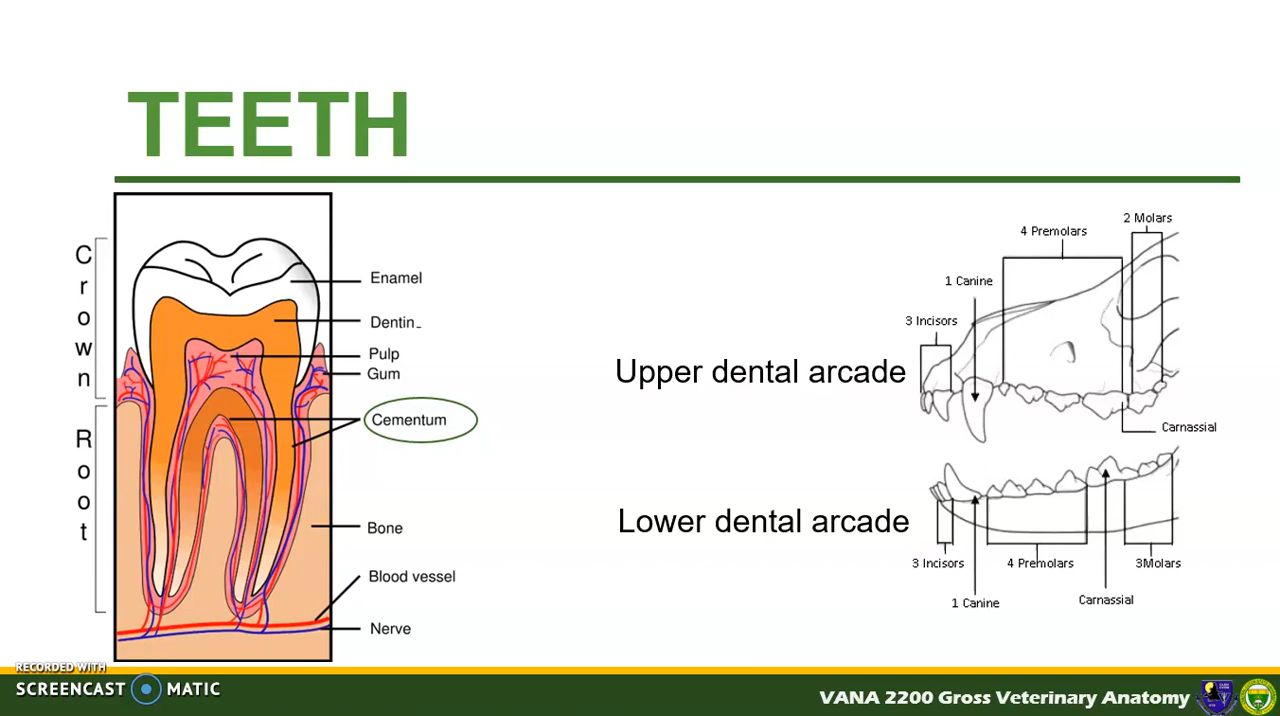 TEETH
Crown
Root
Enamel
Dentin
Pulp
Gum
Cementum
Bone
Blood vessel
Nerve
Upper dental arcade
3 Incisors
1 Canine
4 Premolars
2 Molars
Carnassial
Lower dental arcade
3 Incisors
1 Canine
4 Premolars
Carnassial
3Molars
RECORDED WITH
SCREENCAST MATIC
VANA 2200 Gross Veterinary Anatomy